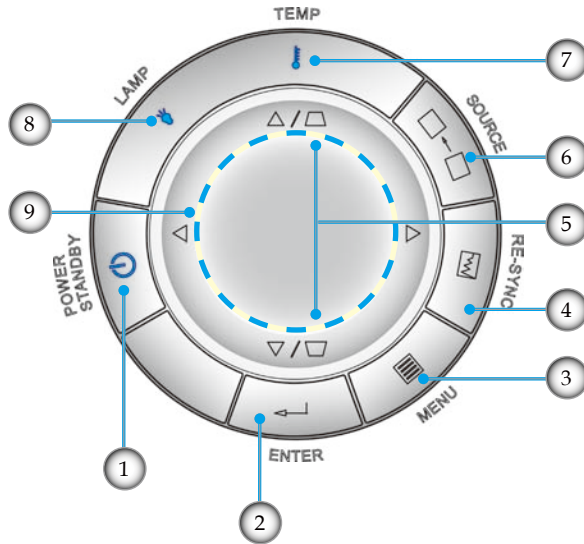 TEMP
7
LAMP
8
SOURCE
6
9
5
POWER
STANDBY
RE-SYNC
4
3
MENU
1
ENTER
2